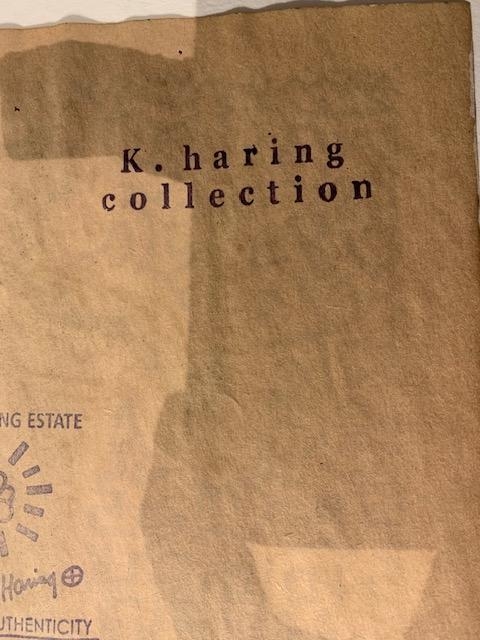 K. haring
collection
NG ESTATE
Haring
UTHENTICITY